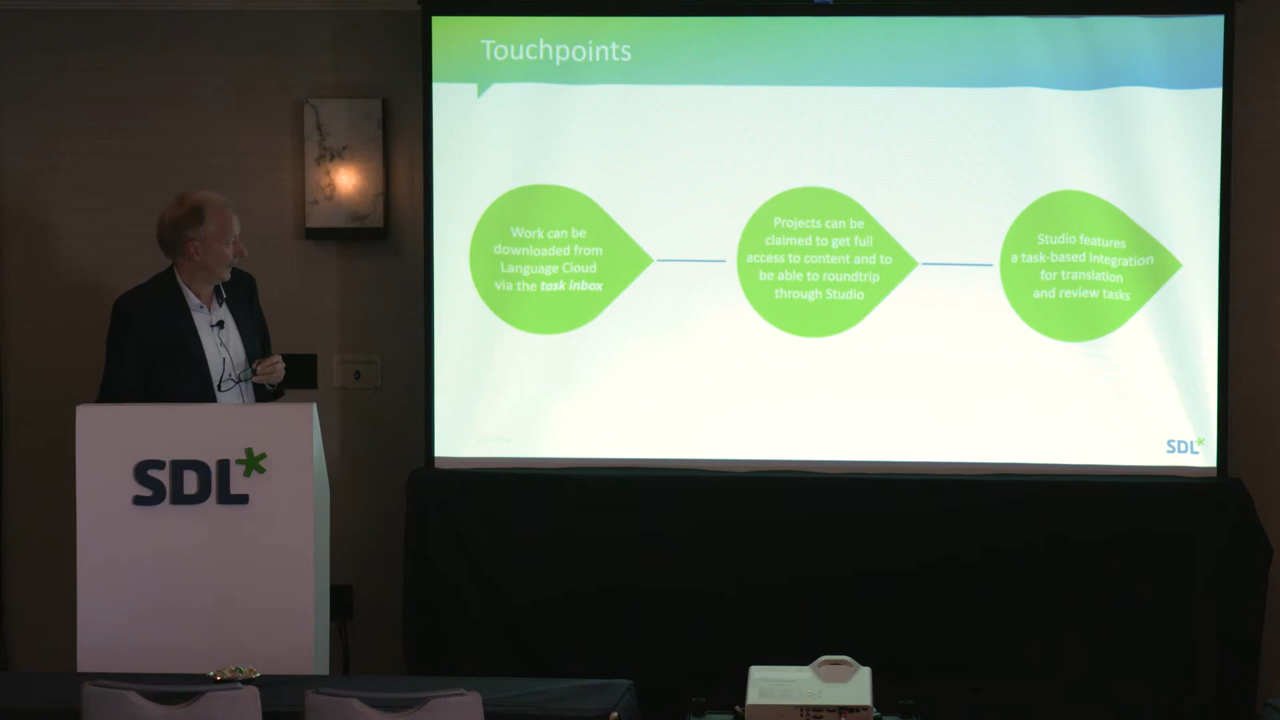 Touchpoints
Work can be
downloaded from
Language Cloud
via the task inbox
Projects can be
claimed to get full
access to content and to
be able to roundtrip
through Studio
Studio features
a task-based integration
for translation
and review tasks
SDL*
SDL*